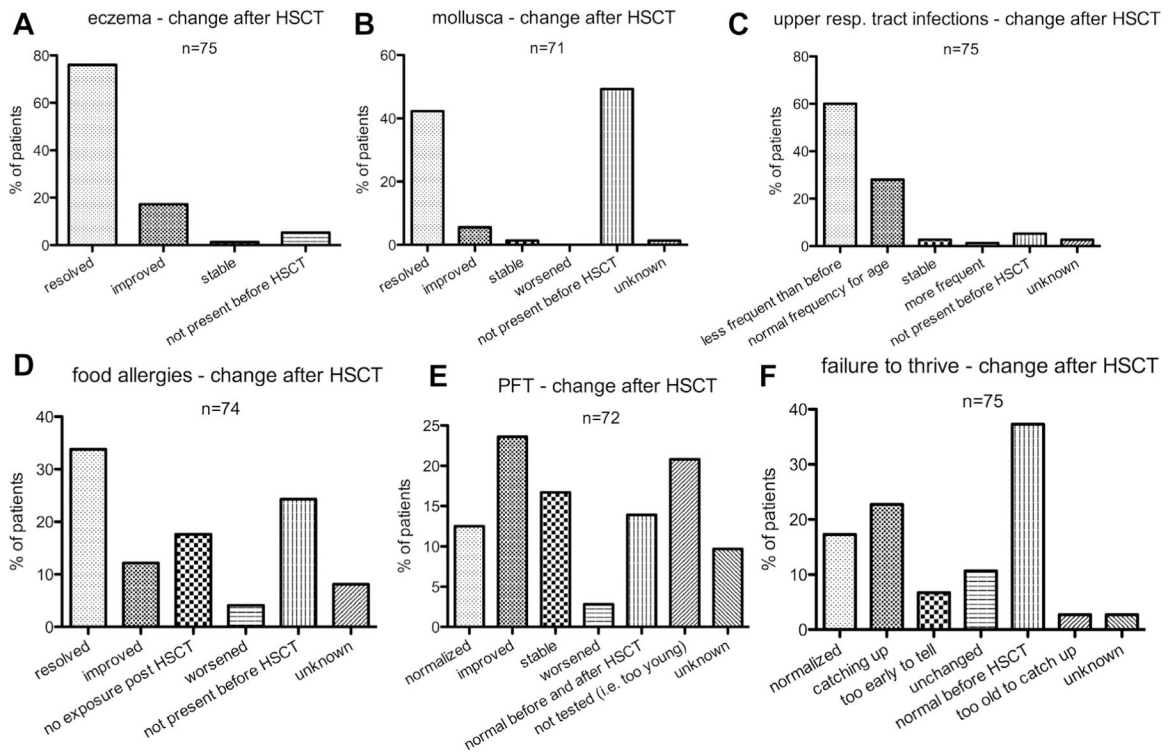 A
eczema - change after HSCT
n=75
% of patients
80
60
40
20
0
resolved
improved
stable
not present before HSCT
B
mollusca - change after HSCT
n=71
% of patients
60
40
20
0
resolved
improved
stable
worsened
not present before HSCT
unknown
C
upper resp. tract infections - change after HSCT
n=75
% of patients
80
60
40
20
0
less frequent than before
normal frequency for age
stable
more frequent
not present before HSCT
unknown
D
food allergies - change after HSCT
n=74
% of patients
40
30
20
10
0
resolved
improved
no exposure post HSCT
worsened
not present before HSCT
unknown
E
PFT - change after HSCT
n=72
% of patients
25
20
15
10
5
0
normalized
improved
stable
worsened
normal before and after HSCT
not tested (i.e. too young)
unknown
F
failure to thrive - change after HSCT
n=75
% of patients
40
30
20
10
0
normalized
catching up
too early to tell
unchanged
normal before HSCT
too old to catch up
unknown